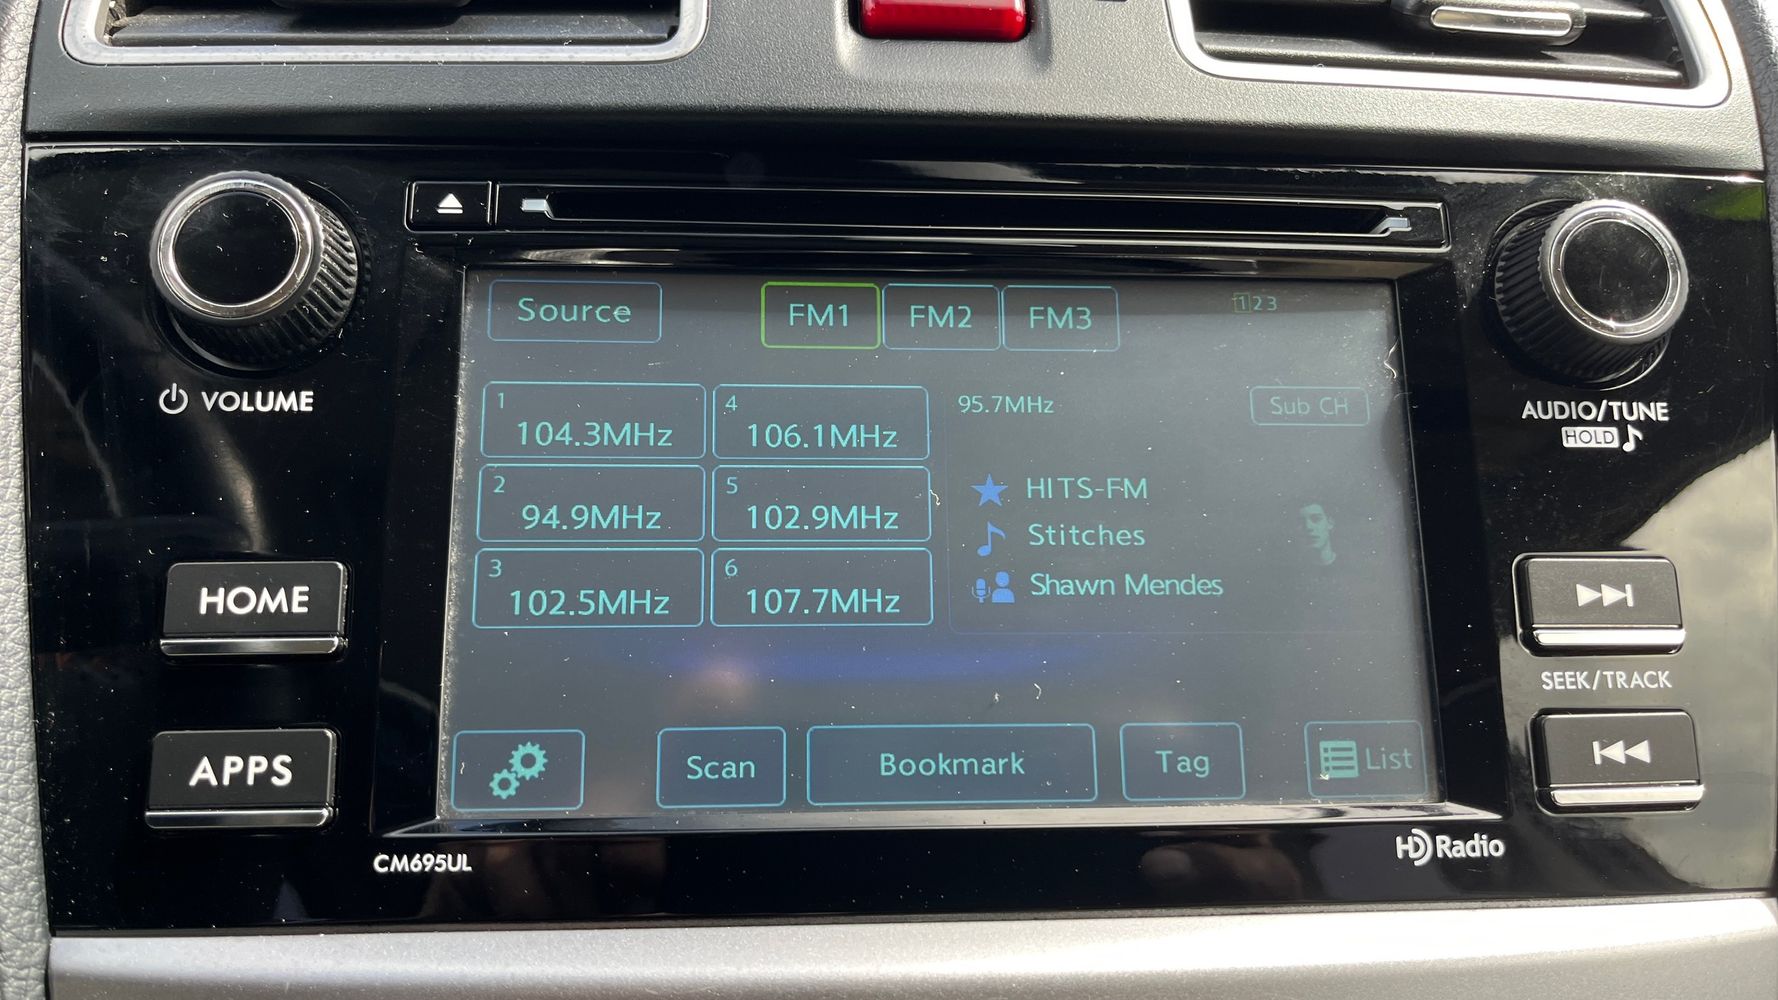 Source
FM1
FM2
FM3
123
VOLUME
1
104.3MHz
4
106.1MHz
95.7MHz
Sub CH
AUDIO/TUNE
HOLD
2
94.9MHz
5
102.9MHz
HITS-FM
Stitches
3
102.5MHz
6
107.7MHz
Shawn Mendes
HOME
SEEK/TRACK
APPS
Scan
Bookmark
Tag
List
CM695UL
HD Radio